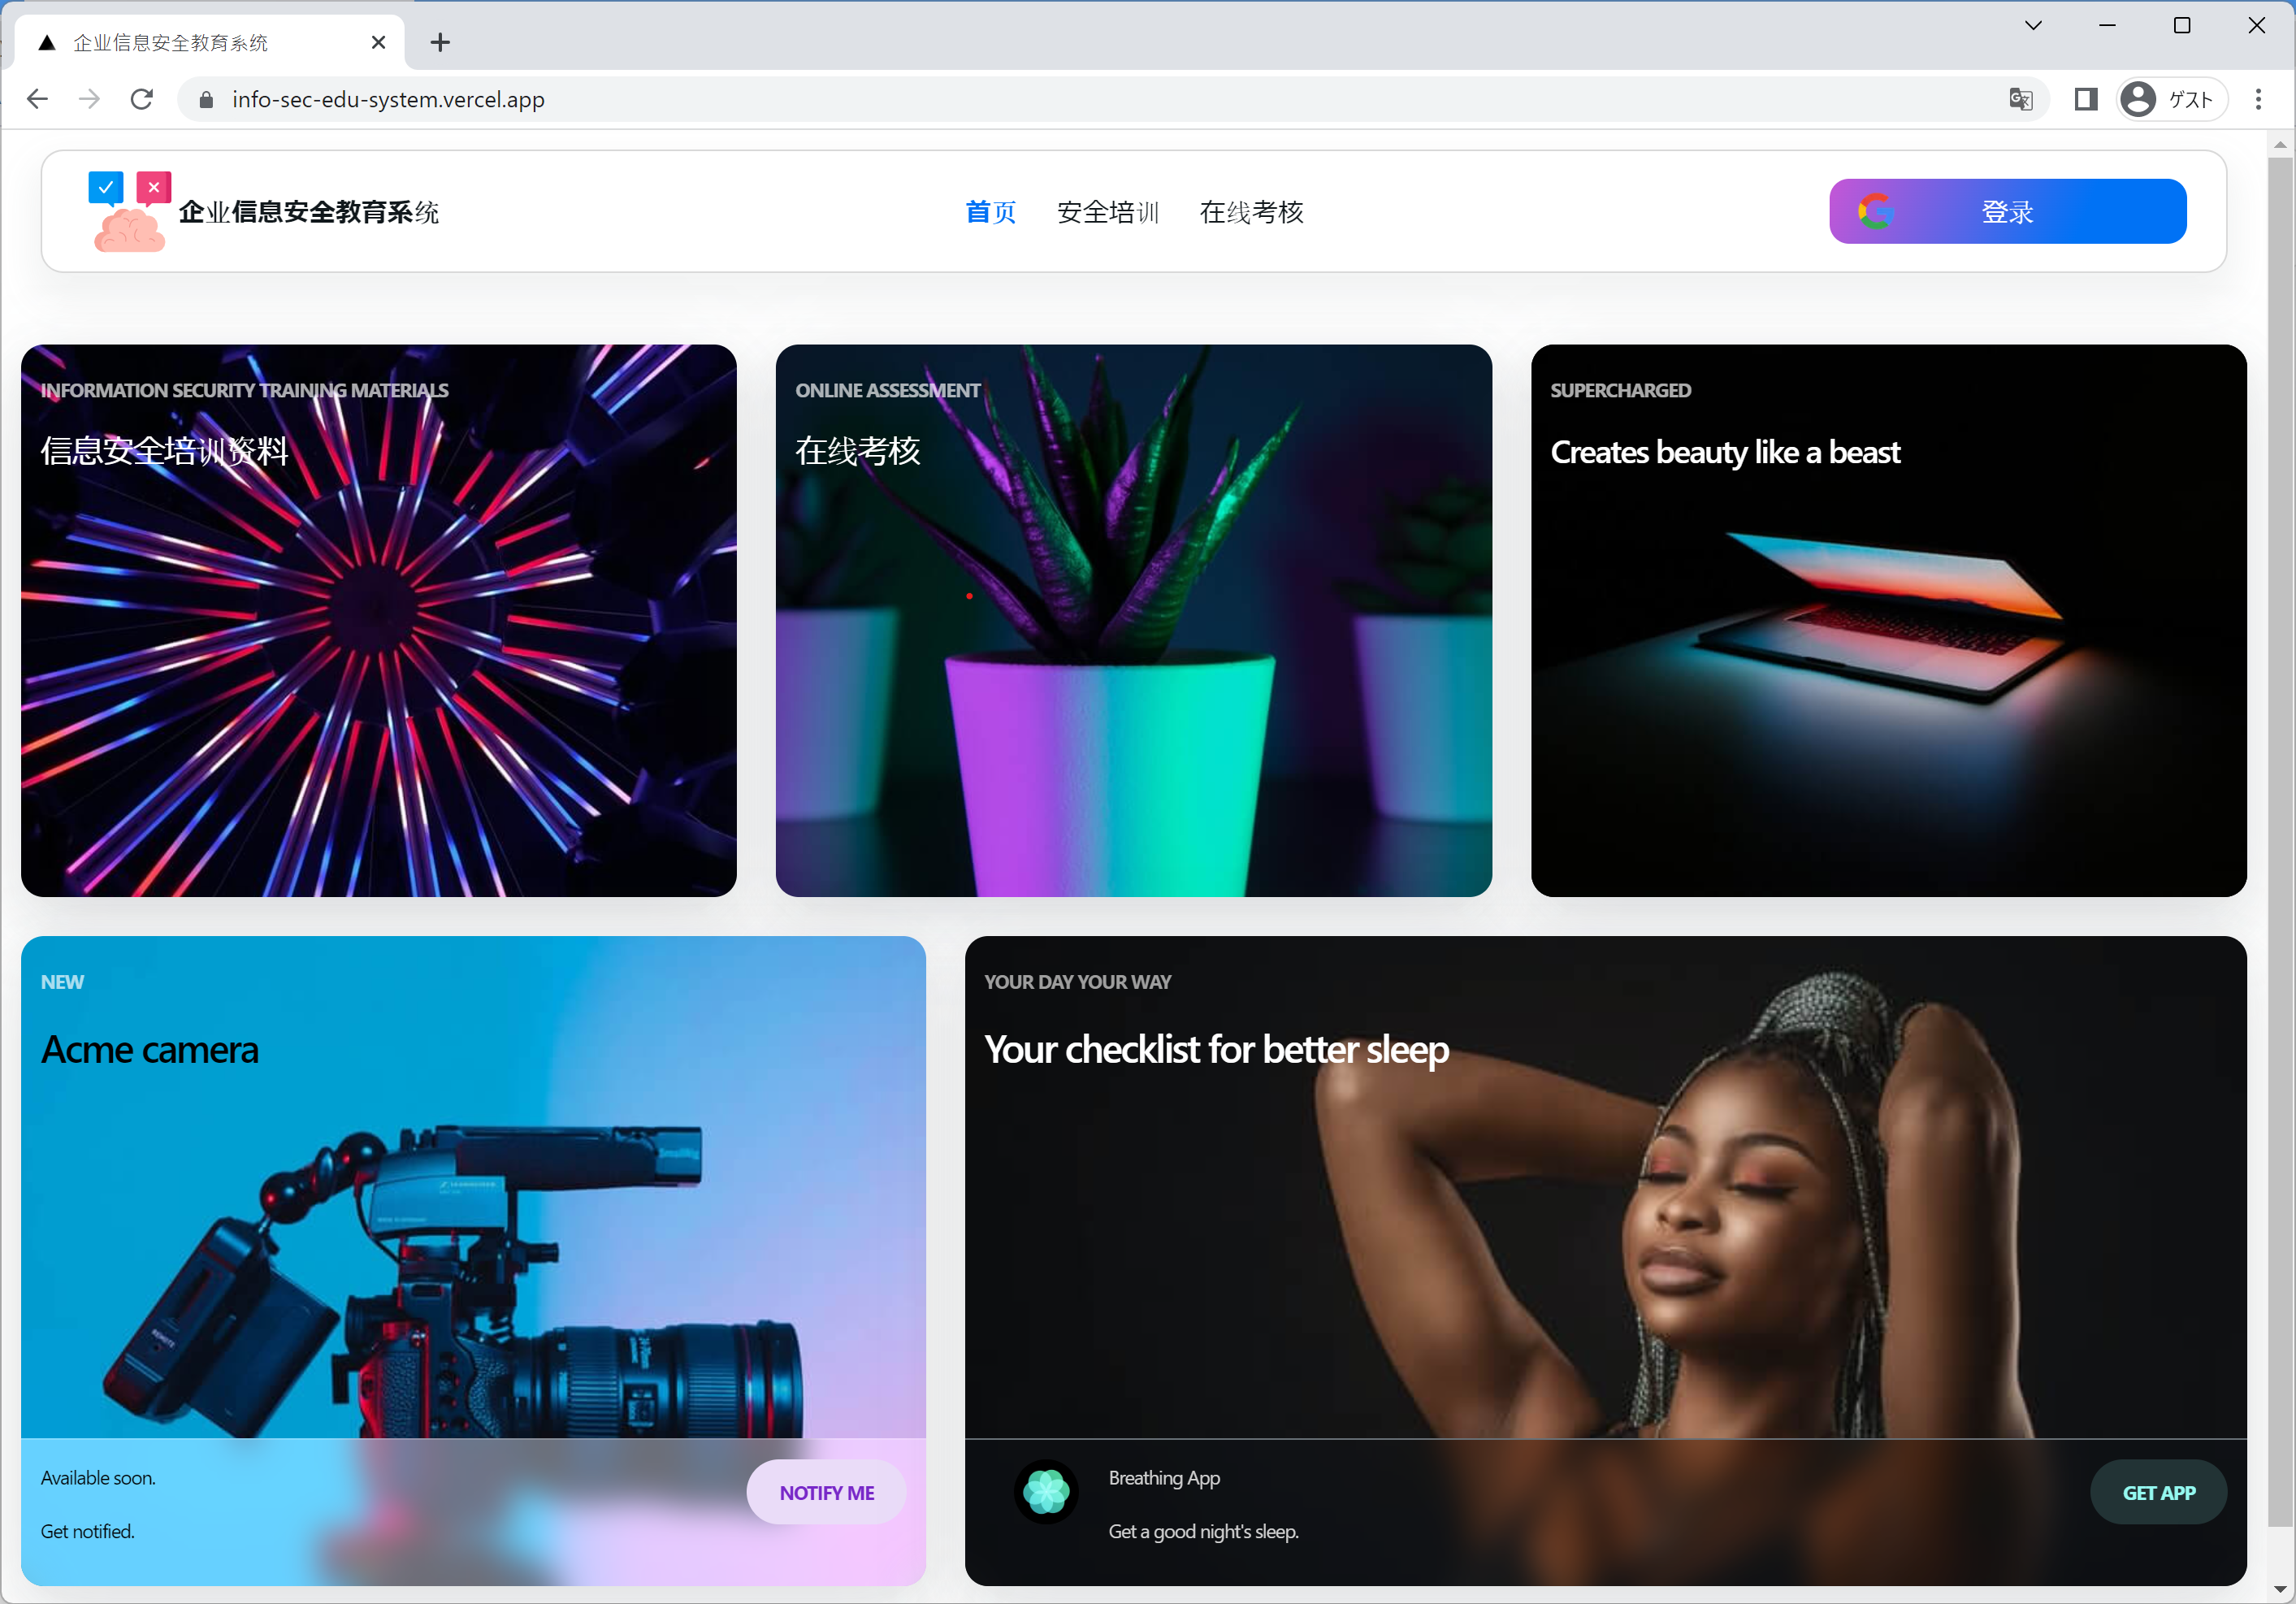 企业信息安全教育系统
info-sec-edu-system.vercel.app
ゲスト
企业信息安全教育系统
首页 安全培训 在线考核
登录
INFORMATION SECURITY TRAINING MATERIALS
信息安全培训资料
ONLINE ASSESSMENT
在线考核
SUPERCHARGED
Creates beauty like a beast
NEW
Acme camera
REMOTE
Available soon.
Get notified.
NOTIFY ME
YOUR DAY YOUR WAY
Your checklist for better sleep
Breathing App
Get a good night's sleep.
GET APP